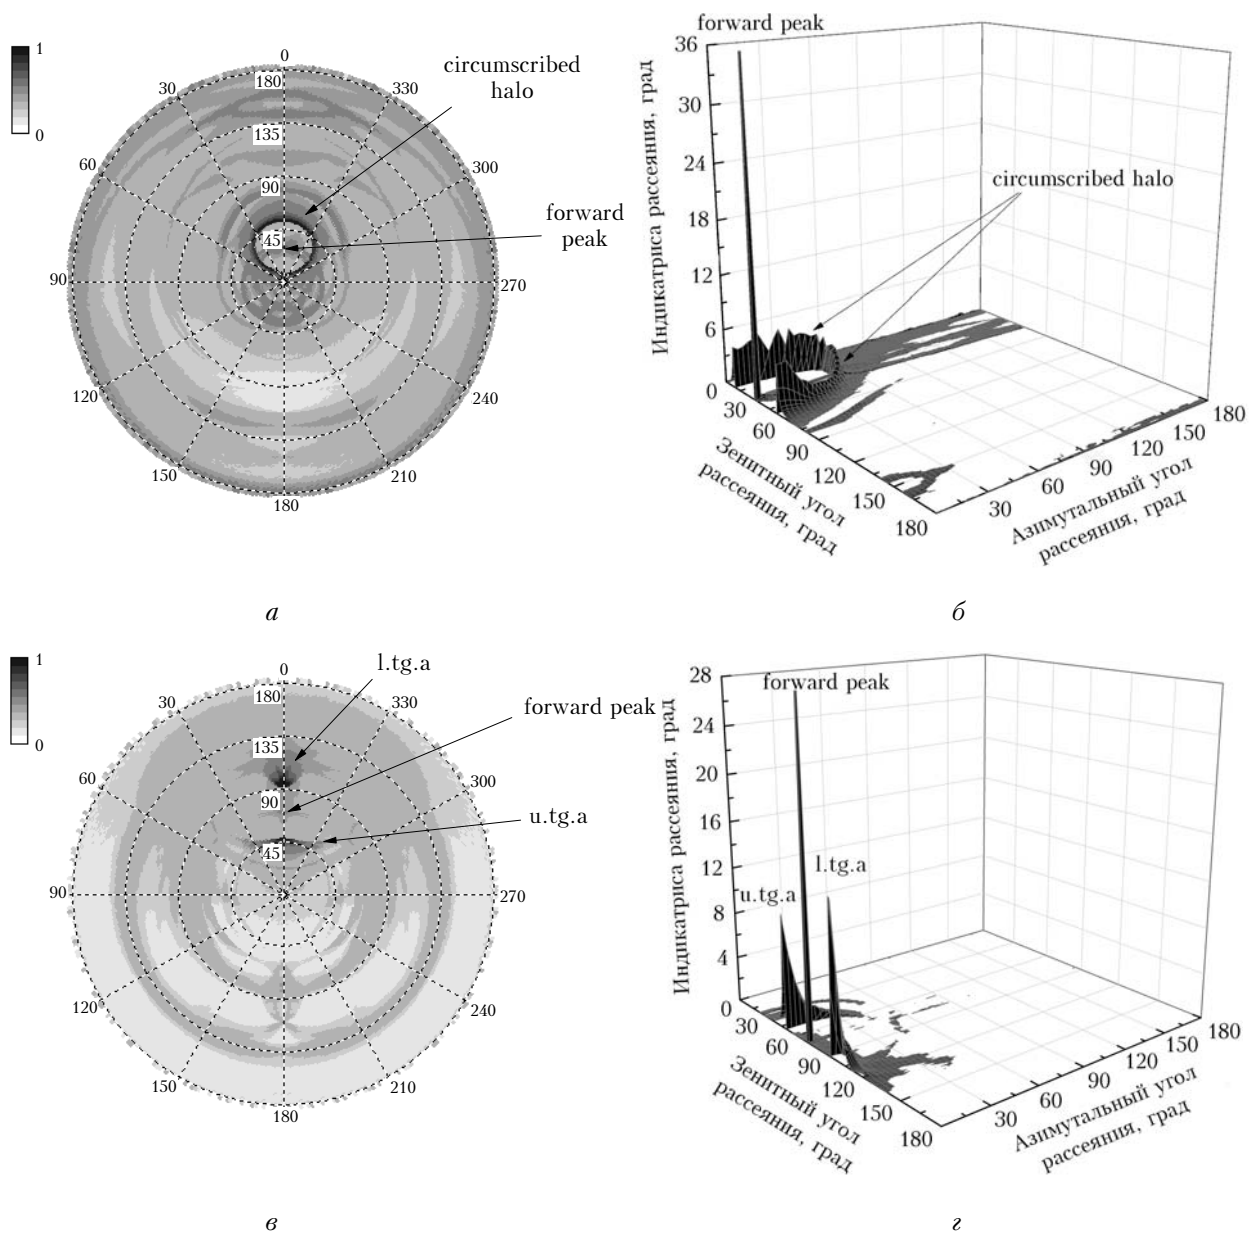 1
0
0
180
135
90
45
30
60
90
120
150
180
210
240
270
300
330
circumscribed
halo
forward
peak
а
forward peak
36
30
24
18
12
6
0
Индикатриса рассеяния, град
circumscribed halo
30
60
90
120
150
180
Зенитный угол
рассеяния, град
30
60
90
120
150
180
Азимутальный угол
рассеяния, град
б
1
0
0
180
135
90
45
30
60
90
120
150
180
210
240
270
300
330
l.tg.a
forward peak
u.tg.a
в
28
24
20
16
12
8
4
0
Индикатриса рассеяния, град
forward peak
l.tg.a
u.tg.a
30
60
90
120
150
180
Зенитный угол
рассеяния, град
30
60
90
120
150
180
Азимутальный угол
рассеяния, град
г